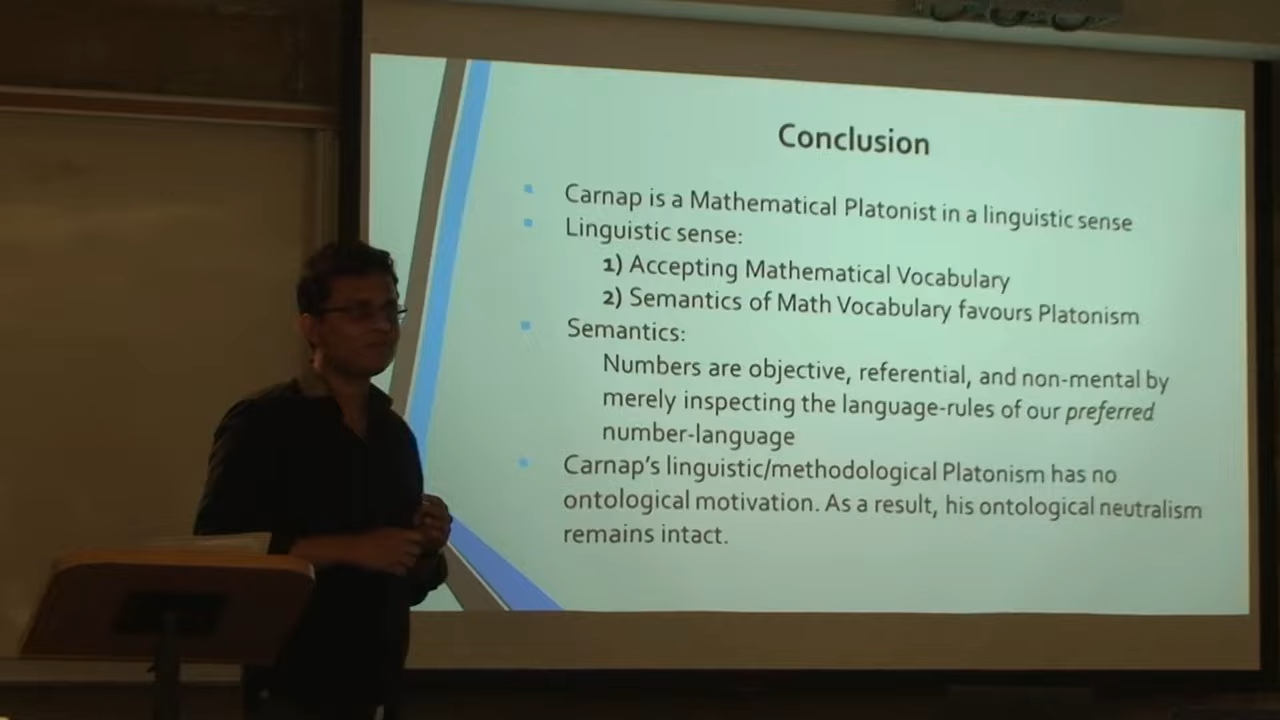 Conclusion
Carnap is a Mathematical Platonist in a linguistic sense
Linguistic sense:
1) Accepting Mathematical Vocabulary
2) Semantics of Math Vocabulary favours Platonism
Semantics:
Numbers are objective, referential, and non-mental by
merely inspecting the language-rules of our preferred
number-language
Carnap's linguistic/methodological Platonism has no
ontological motivation. As a result, his ontological neutralism
remains intact.